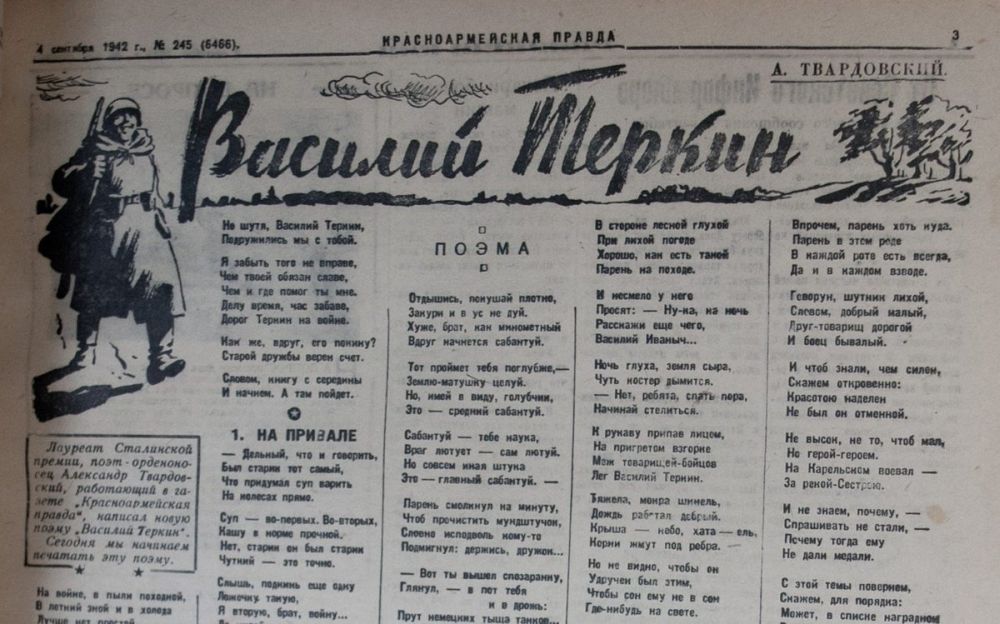 4 сентября 1942 г., № 245 (6466).
КРАСНОАРМЕЙСКАЯ ПРАВДА
3
А. ТВАРДОВСКИЙ.
Василий Теркин
ПОЭМА
Лауреат Сталинской
премии, поэт-орденоно-
сец Александр Твардов-
ский, работающий в га-
зете „Красноармейская
правда“, написал новую
поэму „Василий Теркин“.
Сегодня мы начинаем
печатать эту поэму.
На войне, в пыли походной,
В летний зной и в холода
Лучше нет простой,
Не шутя, Василий Теркин,
Подружились мы с тобой.
Я забыть того не вправе,
Чем твоей обязан славе,
Чем и где помог ты мне.
Делу время, час забаве,
Дорог Теркин на войне.
Как же, вдруг, его покину?
Старой дружбы верен счет.
Словом, книгу с середины
И начнем. А там пойдет.
1. НА ПРИВАЛЕ
— Дельный, что и говорить,
Был старик тот самый,
Что придумал суп варить
На колесах прямо.
Суп — во-первых. Во-вторых,
Кашу в норме прочной.
Нет, старик он был старик
Чуткий — это точно.
Слышь, подкинь еще одну
Ложечку такую,
Я вторую, брат, войну...
Отдышись, покушай плотно,
Закури и в ус не дуй.
Хуже, брат, как минометный
Вдруг начнется сабантуй.
Тот проймет тебя поглубже,—
Землю-матушку целуй.
Но, имей в виду, голубчик,
Это — средний сабантуй.
Сабантуй — тебе наука,
Враг лютует — сам лютуй.
Но совсем иная штука
Это — главный сабантуй. —
Парень смолкнул на минуту,
Чтоб прочистить мундштучок,
Словно исподволь кому-то
Подмигнул: держись, дружок...
— Вот ты вышел спозаранку,
Глянул, — в пот тебя
и в дрожь:
Прут немецких тыща танков...
В стороне лесной глухой
При лихой погоде
Хорошо, как есть такой
Парень на походе.
И несмело у него
Просят: — Ну-ка, на ночь
Расскажи еще чего,
Василий Иваныч...
Ночь глуха, земля сыра,
Чуть костер дымится.
— Нет, ребята, спать пора,
Начинай стелиться.
К рукаву припав лицом,
На пригретом взгорке
Меж товарищей-бойцов
Лег Василий Теркин.
Тяжела, мокра шинель,
Дождь работал добрый.
Крыша — небо, хата — ель,
Корни жмут под ребра. —
Но не видно, чтобы он
Удручен был этим,
Чтобы сон ему не в сон
Где-нибудь на свете.
Впрочем, парень хоть куда.
Парень в этом роде
В каждой роте есть всегда,
Да и в каждом взводе.
Говорун, шутник лихой,
Словом, добрый малый,
Друг-товарищ дорогой
И боец бывалый.
И чтоб знали, чем силен,
Скажем откровенно:
Красотою наделен
Не был он отменной.
Не высок, не то, чтоб мал,
Но герой-героем.
На Карельском воевал —
За рекой-Сестрою.
И не знаем, почему, —
Спрашивать не стали, —
Почему тогда ему
Не дали медали.
С этой темы повернем,
Скажем, для порядка:
Может, в списке наградном